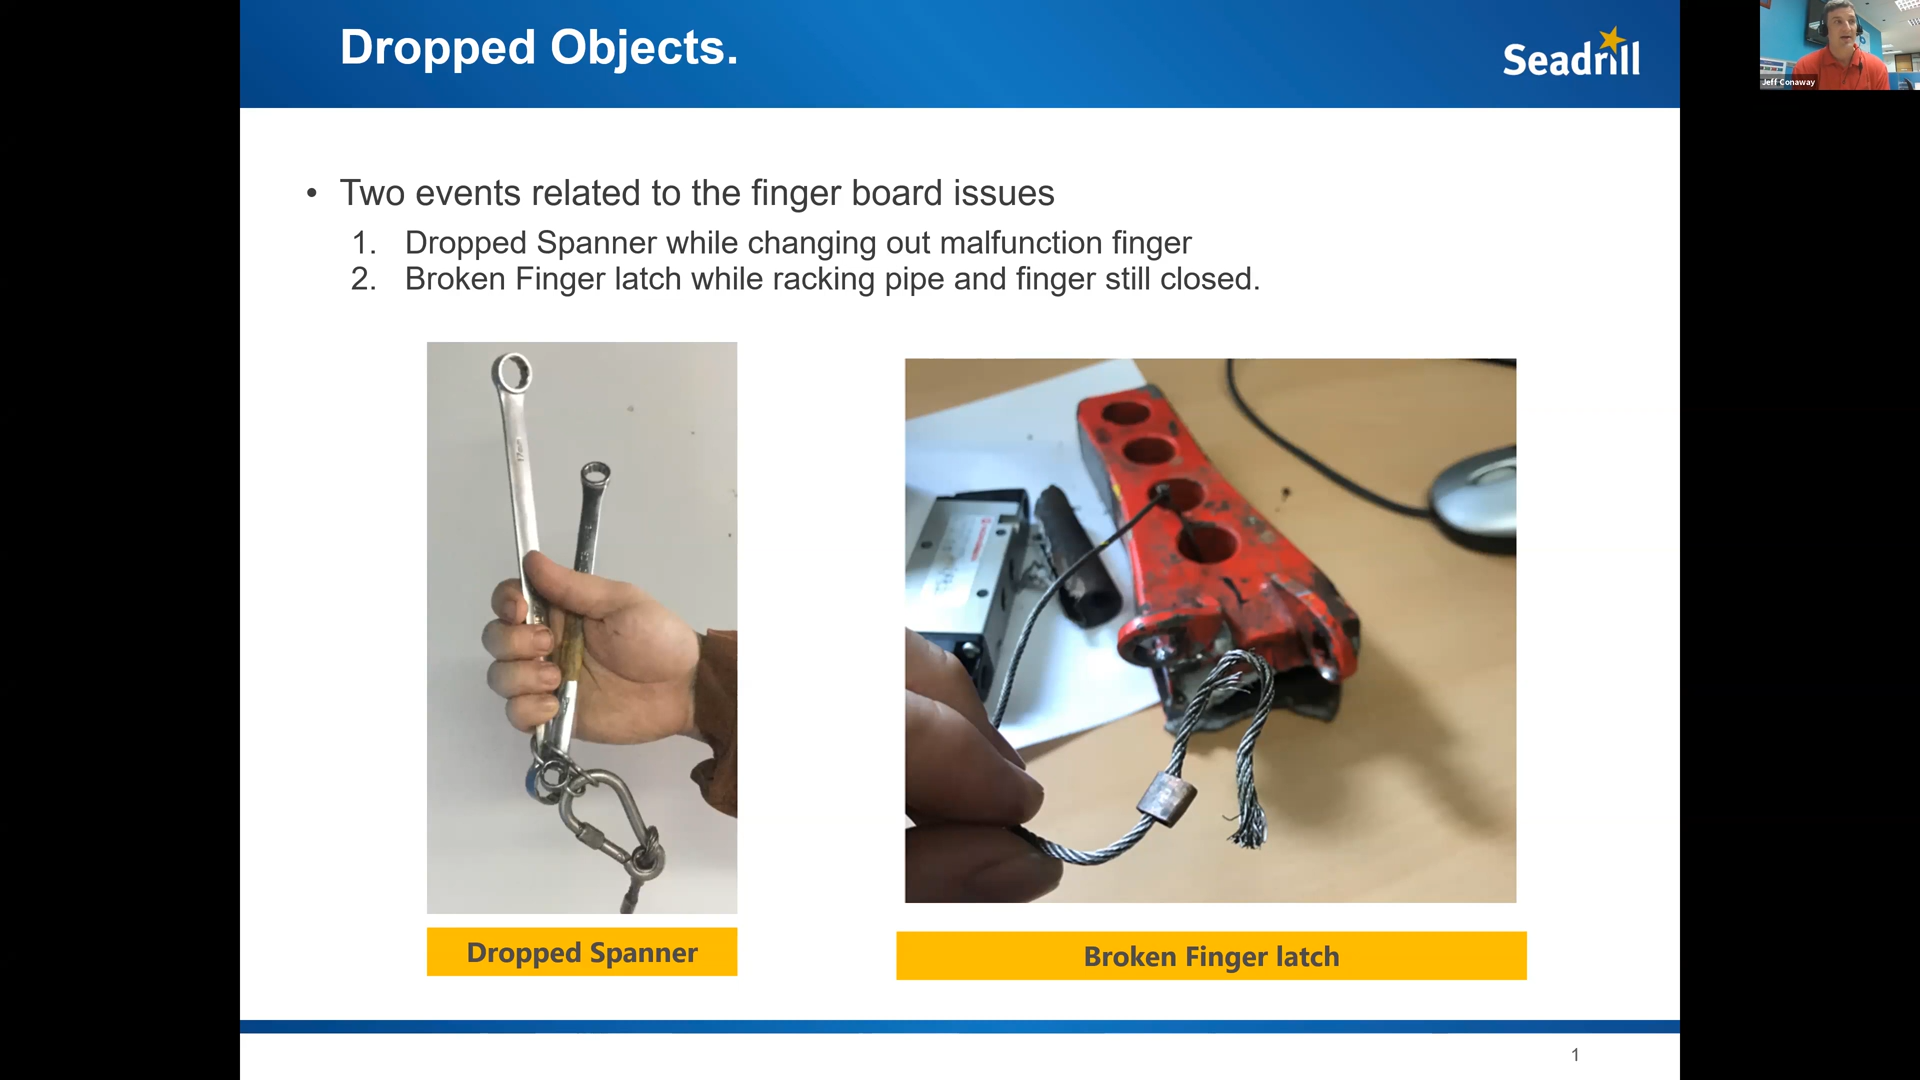 Dropped Objects.
Seadrill
Jeff Conaway
• Two events related to the finger board issues
1. Dropped Spanner while changing out malfunction finger
2. Broken Finger latch while racking pipe and finger still closed.
17mm
Dropped Spanner
Broken Finger latch
1